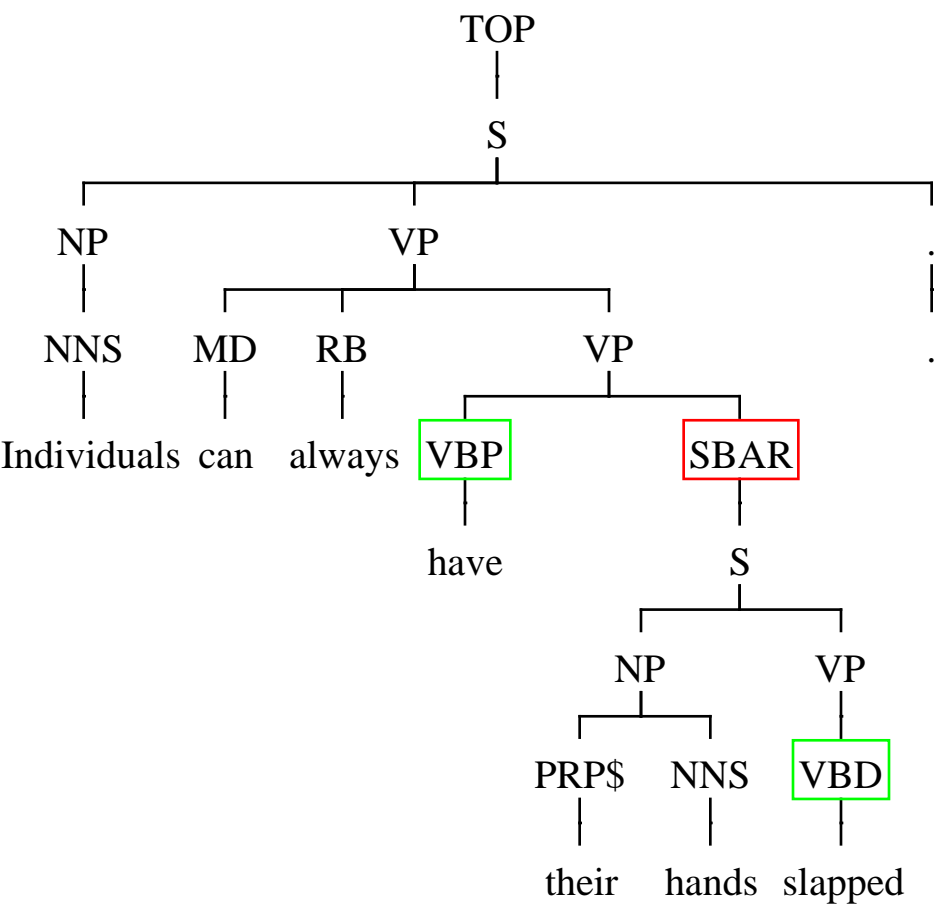 TOP
S
NP VP .
NNS MD RB VP .
Individuals can always VBP SBAR
have S
NP VP
PRP$ NNS VBD
their hands slapped